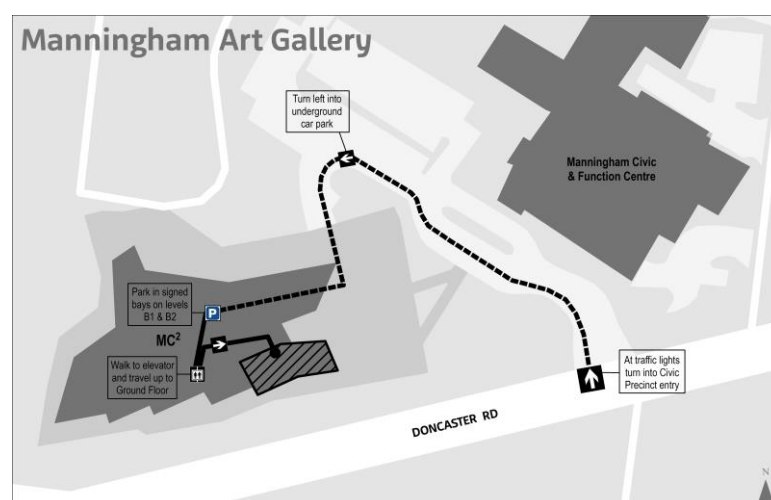 Manningham Art Gallery
Turn left into
underground
car park
Manningham Civic
& Function Centre
Park in signed
bays on levels
B1 & B2
P
MC²
Walk to elevator
and travel up to
Ground Floor
At traffic lights
turn into Civic
Precinct entry
DONCASTER RD
N